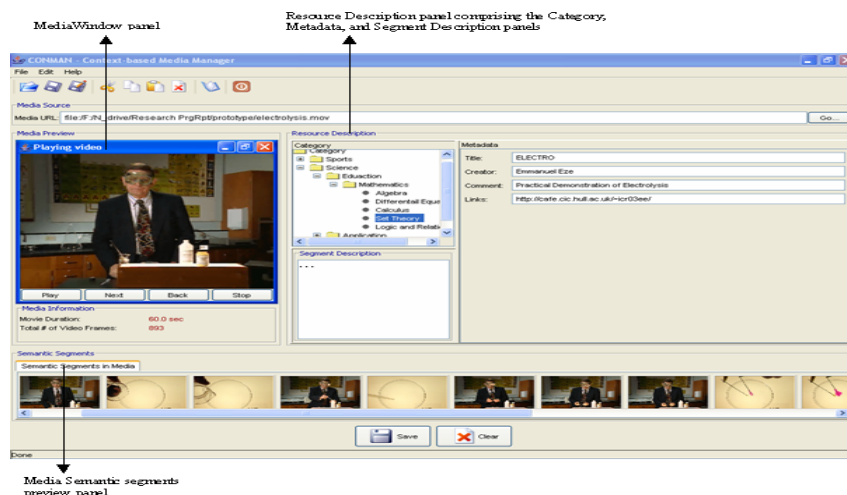 Resource Description panel comprising the Category,
MediaWindow panel
Metadata, and Segment Description panels
CONMAN - Context-based Media Manager
File Edit Help
Media Source
Media URL: file:/F:/N_drive/Research PrgRpt/prototype/electrolysis.mov
Go...
Media Preview
Resource Description
Playing video
Category
Category
Sports
Science
Eduaction
Mathematics
Algebra
Differentail Eque
Calculus
Set Theory
Logic and Relati
Application
Metadata
Title: ELECTRO
Creator: Emmanuel Eze
Comment: Practical Demonstration of Electrolysis
Links: http://cafe.cic.hull.ac.uk/~icr03ee/
Segment Description
...
Play Next Back Stop
Media Information
Movie Duration: 60.0 sec
Total # of Video Frames: 893
Semantic Segments
Semantic Segments in Media
Save Clear
Done
Media Semantic segments
preview panel